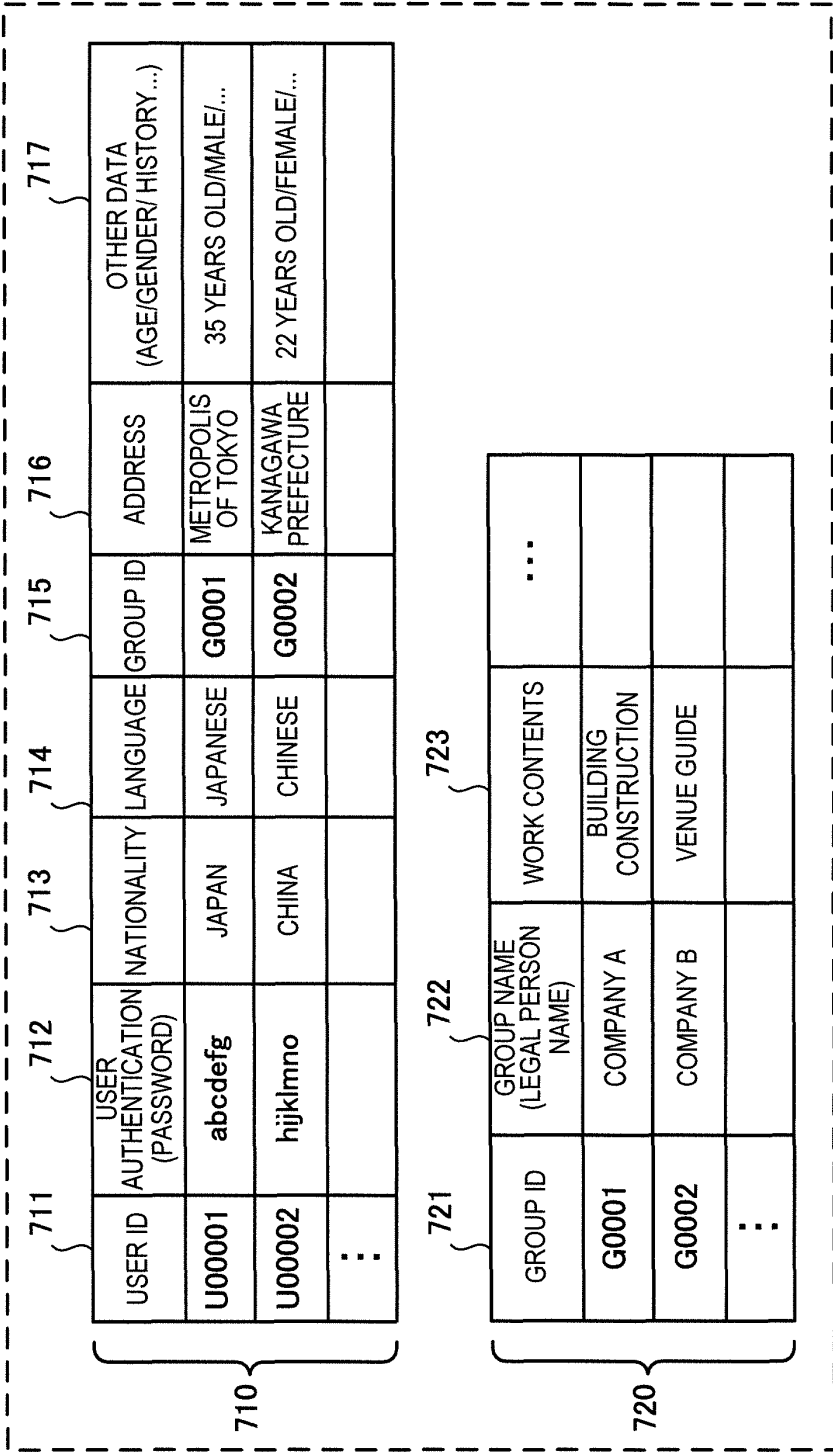 711 712 713 714 715 716 717
USER ID
USER
AUTHENTICATION
(PASSWORD)
NATIONALITY
LANGUAGE
GROUP ID
ADDRESS
OTHER DATA
(AGE/GENDER/ HISTORY...)
U00001
abcdefg
JAPAN
JAPANESE
G0001
METROPOLIS
OF TOKYO
35 YEARS OLD/MALE/...
U00002
hijklmno
CHINA
CHINESE
G0002
KANAGAWA
PREFECTURE
22 YEARS OLD/FEMALE/...
...
710
721 722 723
GROUP ID
GROUP NAME
(LEGAL PERSON
NAME)
WORK CONTENTS
...
G0001
COMPANY A
BUILDING
CONSTRUCTION
G0002
COMPANY B
VENUE GUIDE
...
720